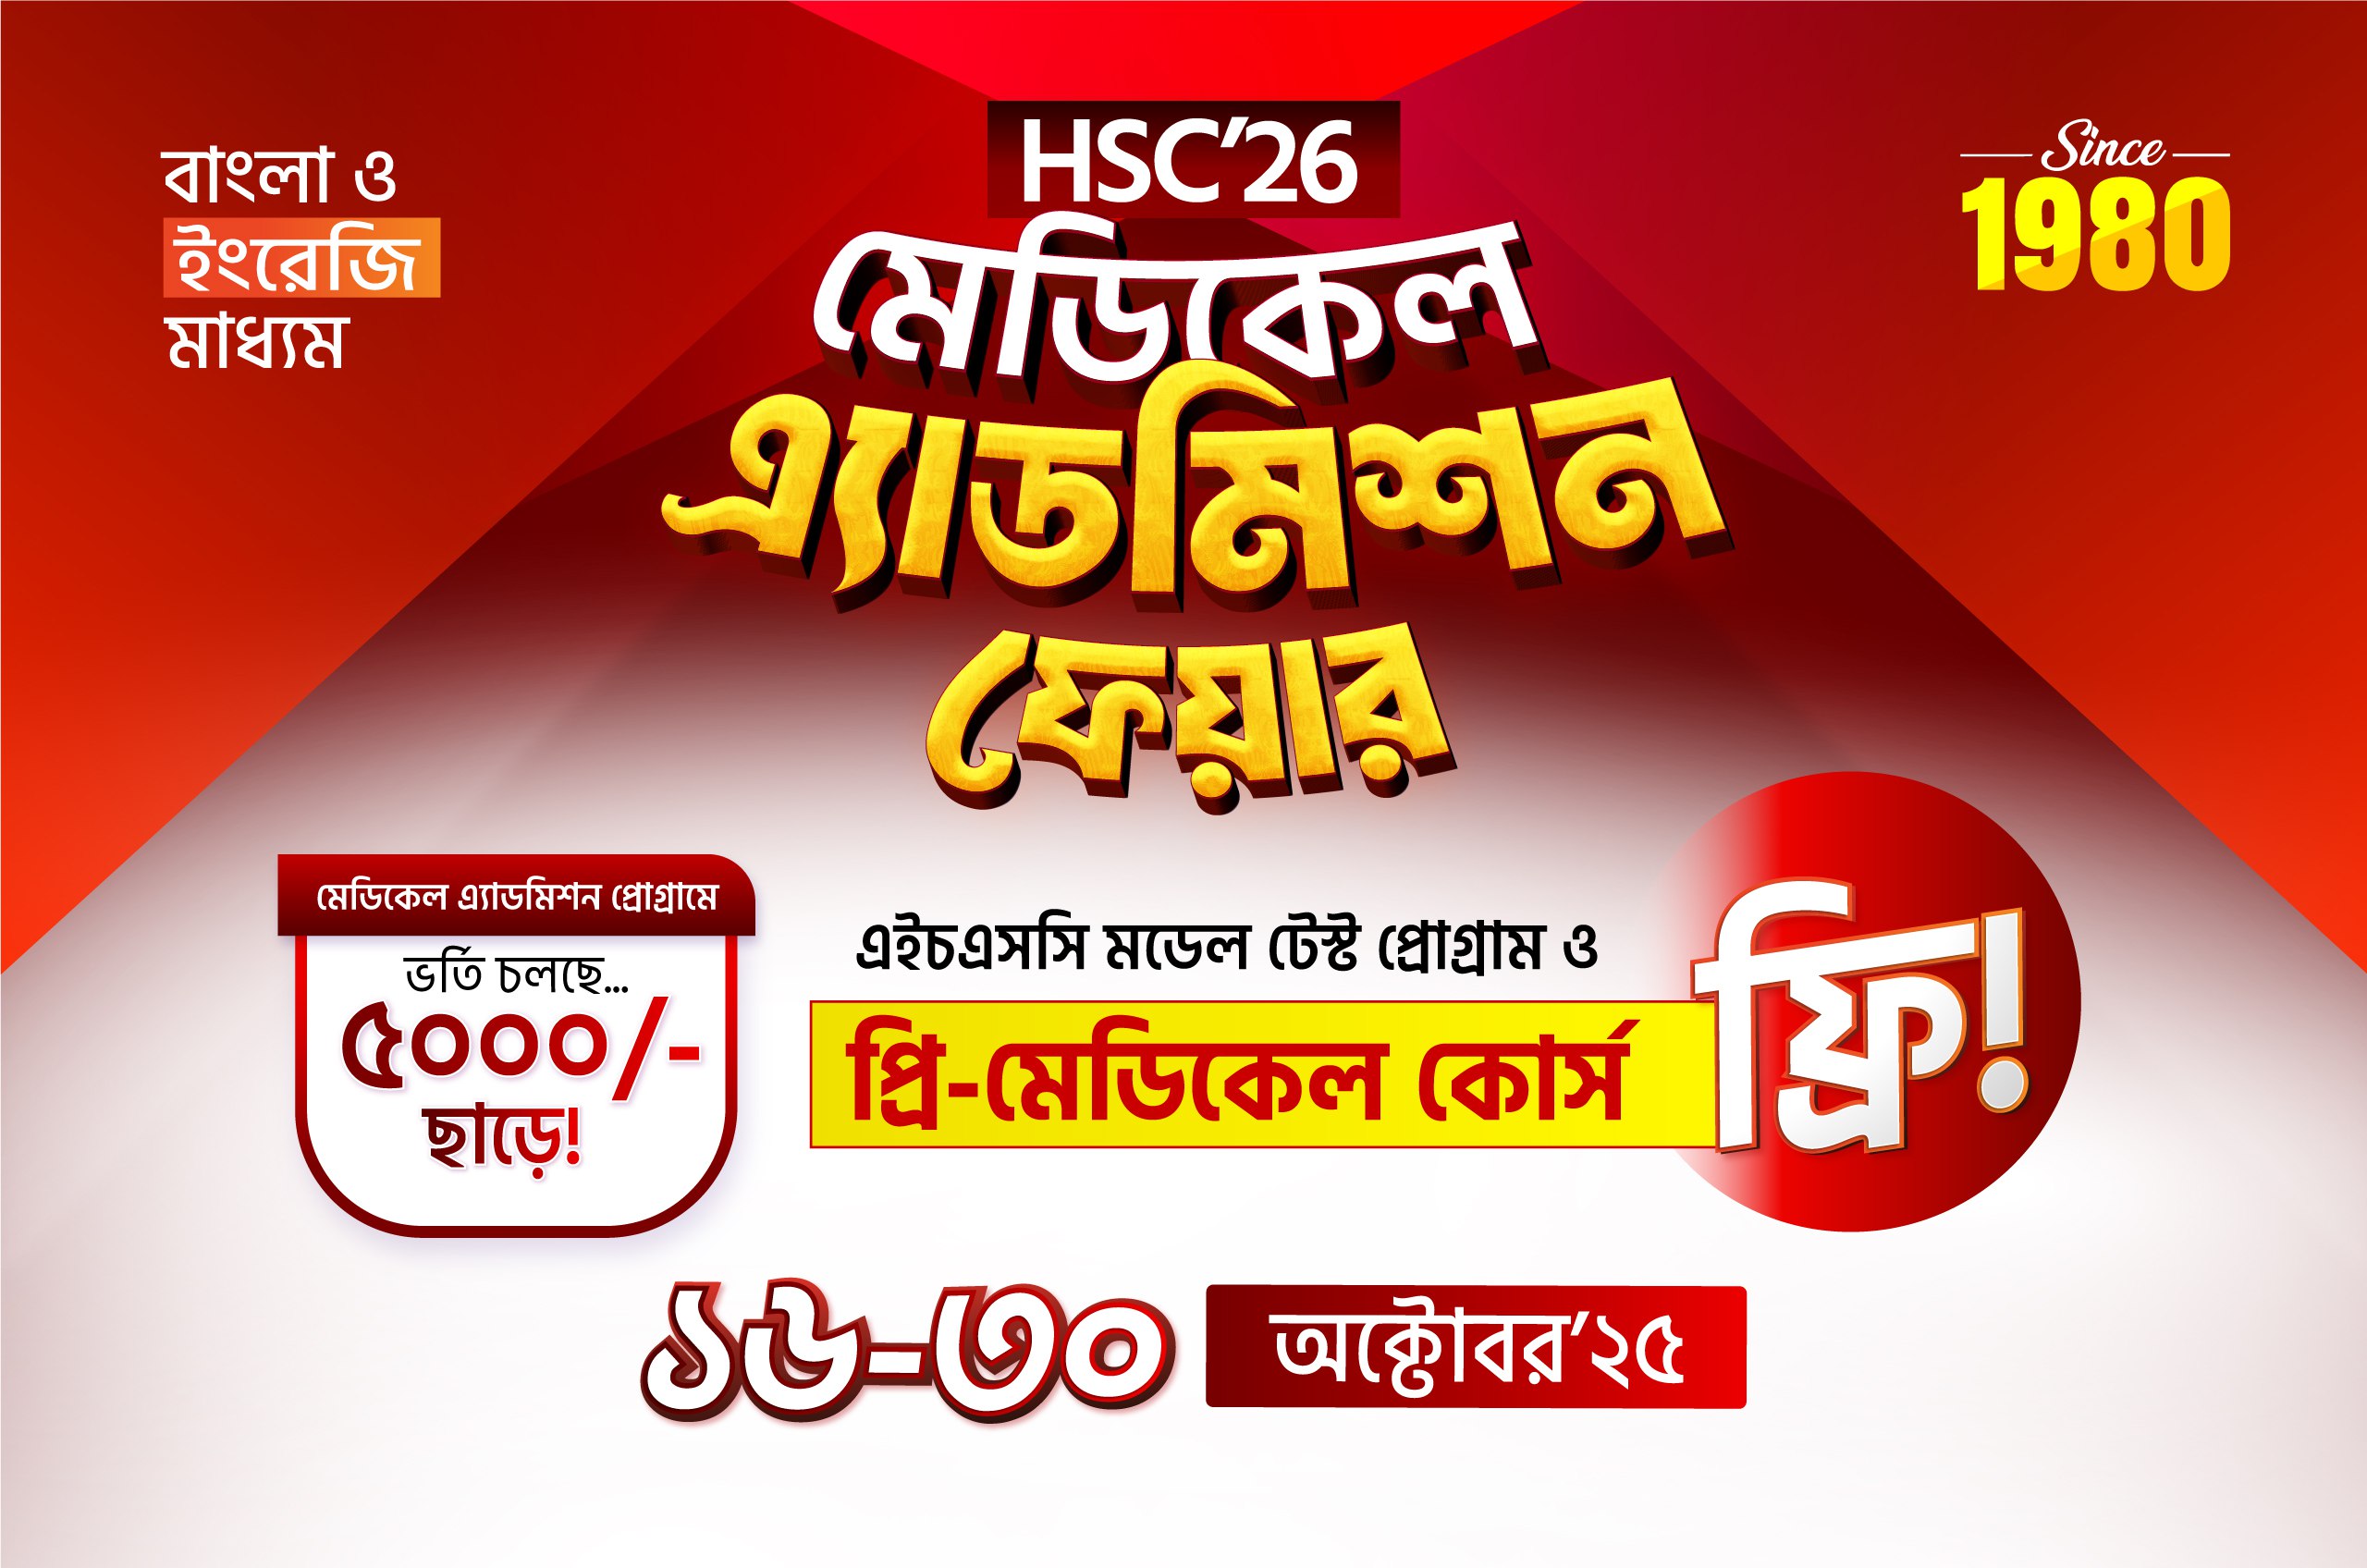 বাংলা ও
ইংরেজি
মাধ্যম
HSC'26
Since
1980
মেডিকেল
এ্যাডমিশন
ফেয়ার
মেডিকেল এ্যাডমিশন প্রোগ্রামে
ভর্তি চলছে...
৫০০০/-
ছাড়ে!
এইচএসসি মডেল টেস্ট প্রোগ্রাম ও
প্রি-মেডিকেল কোর্স
ফ্রি!
১৬-৩০ অক্টোবর'২৫